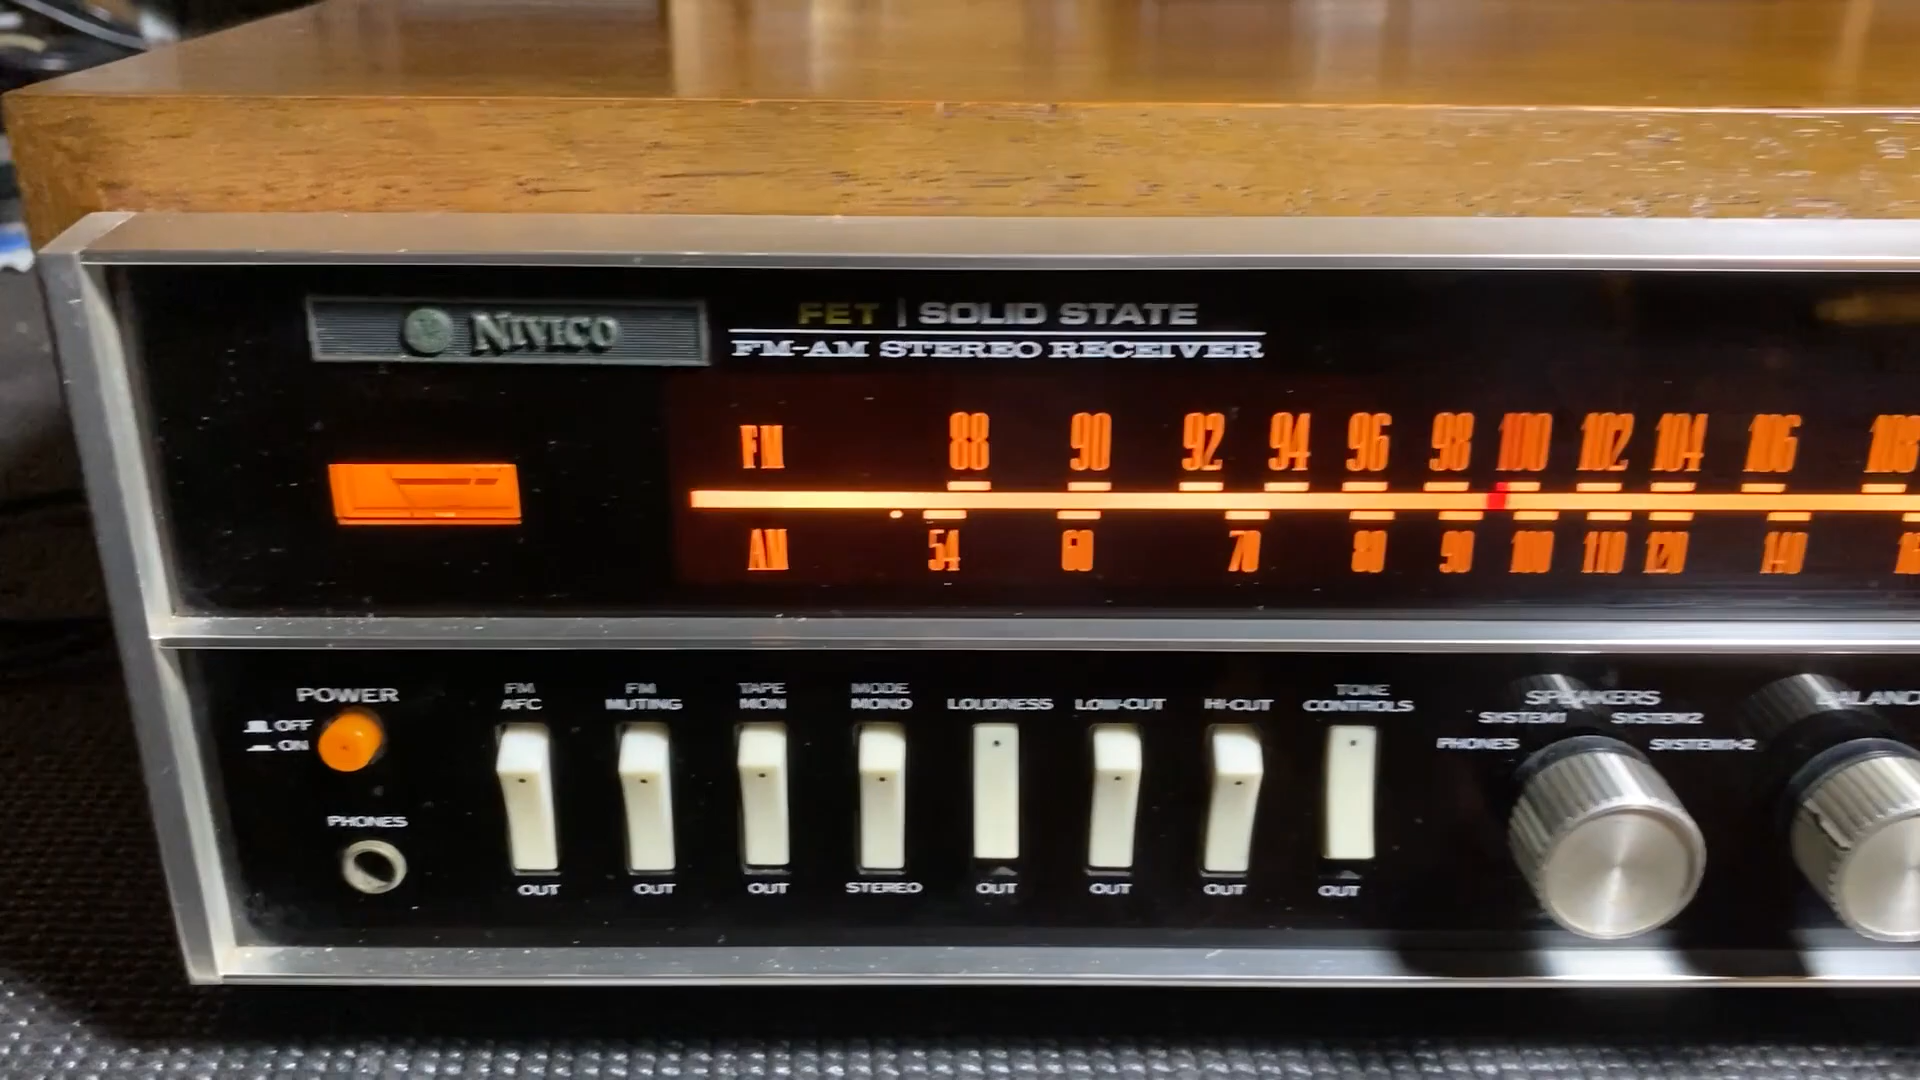 NIVICO
FET | SOLID STATE
FM-AM STEREO RECEIVER
FM 88 90 92 94 96 98 100 102 104 106 108
AM 54 60 70 80 90 100 110 120 140
POWER
OFF
ON
PHONES
FM AFC
OUT
FM MUTING
OUT
TAPE MON
OUT
MODE MONO
STEREO
LOUDNESS
OUT
LOW-CUT
OUT
HI-CUT
OUT
TONE CONTROLS
OUT
SPEAKERS
SYSTEM1 SYSTEM2
PHONES SYSTEM1+2